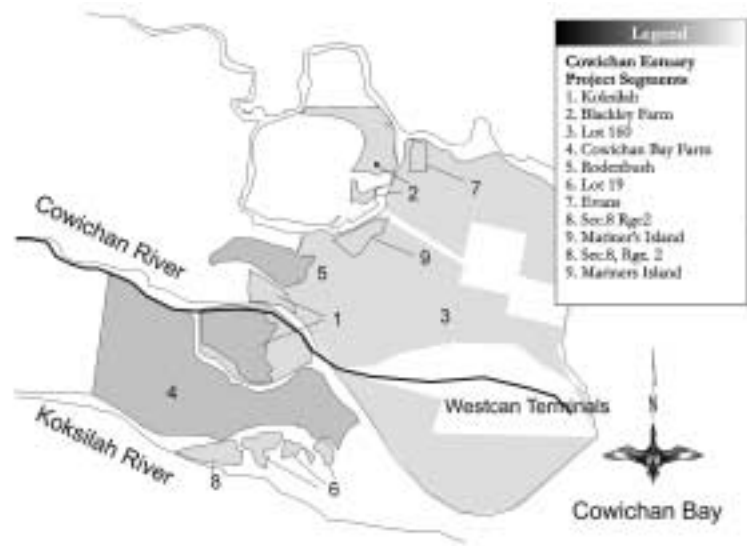 Legend
Cowichan Estuary
Project Segments
1. Koksilah
2. Blackley Farm
3. Lot 160
4. Cowichan Bay Farm
5. Rodenbush
6. Lot 19
7. Evans
8. Sec.8 Rge2
9. Mariner's Island
8. Sec.8, Rge. 2
9. Mariners Island
Cowichan River
2
7
9
5
1
3
4
Westcan Terminals
Koksilah River
8
6
N
Cowichan Bay